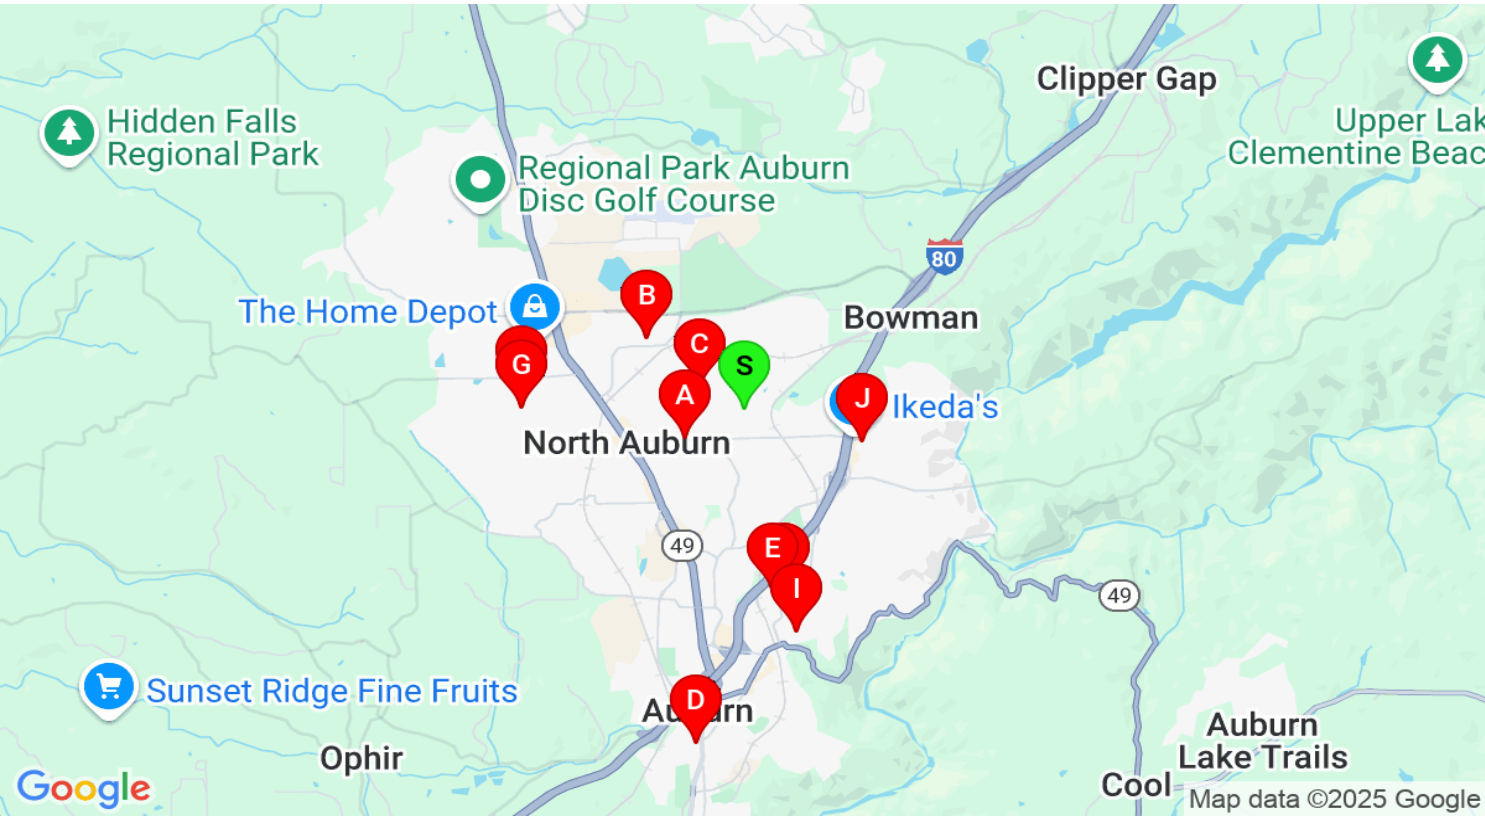 Clipper Gap
Hidden Falls
Regional Park
Upper Lak
Clementine Beac
Regional Park Auburn
Disc Golf Course
80
The Home Depot
B
Bowman
C
S
G
A
J
Ikeda's
North Auburn
49
E
I
49
Sunset Ridge Fine Fruits
D
Auburn
Auburn
Lake Trails
Ophir
Cool
Google
Map data ©2025 Google